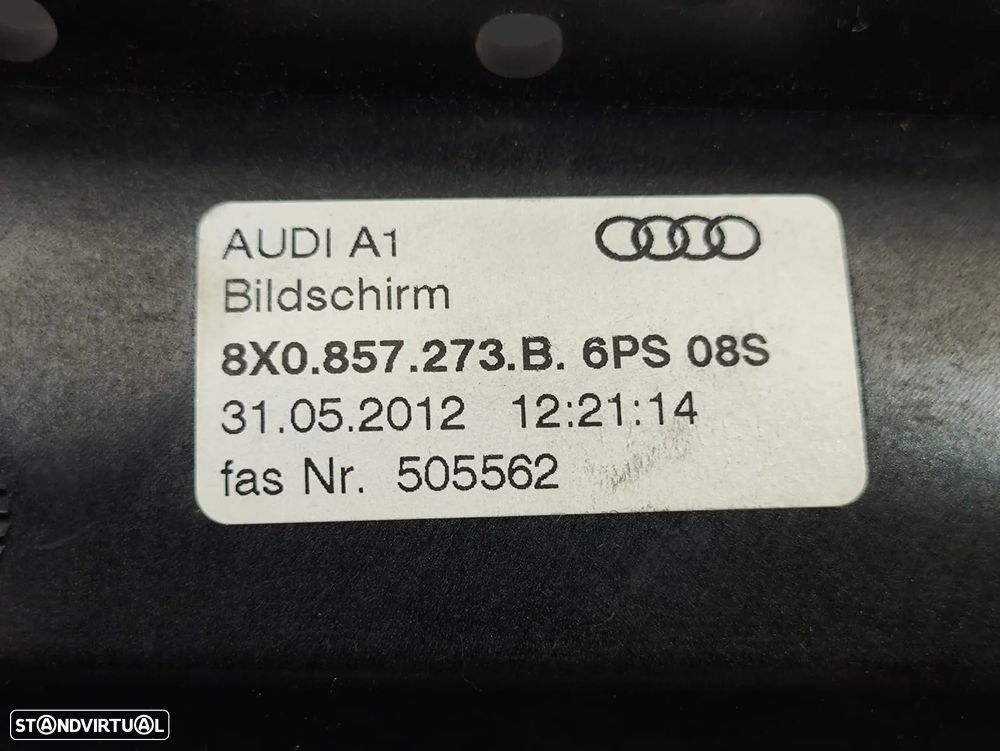 AUDI A1
Bildschirm
8X0.857.273.B. 6PS 08S
31.05.2012 12:21:14
fas Nr. 505562
STANDVIRTUAL